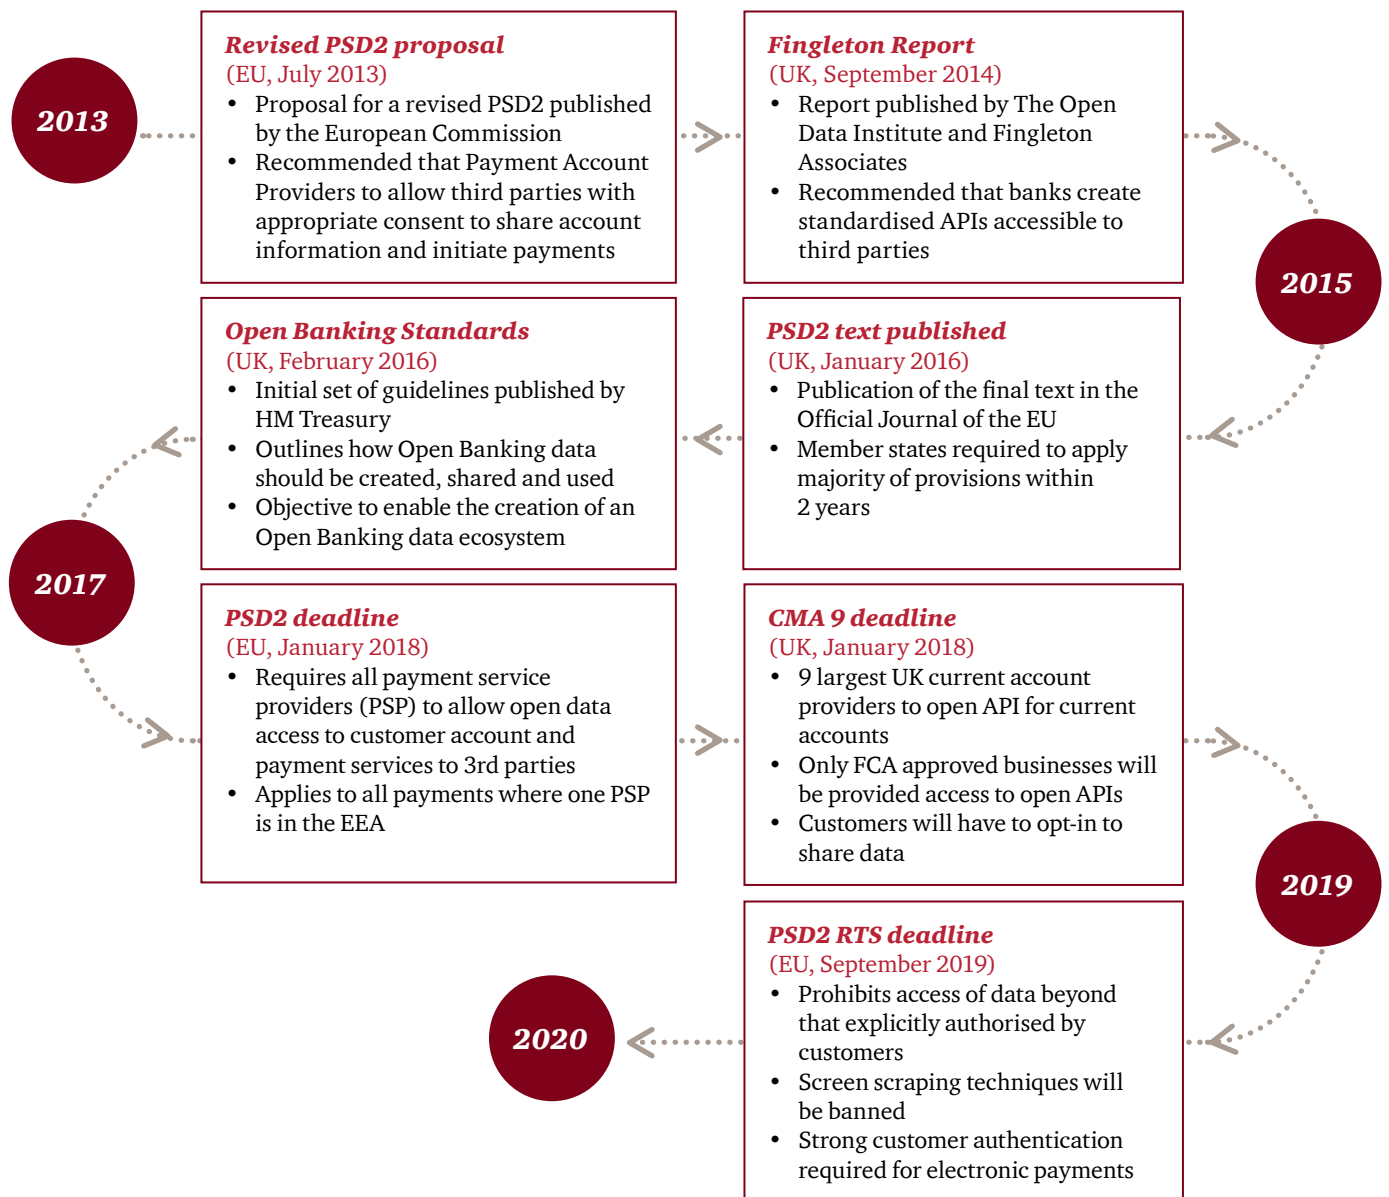 2013
Revised PSD2 proposal
(EU, July 2013)
• Proposal for a revised PSD2 published
by the European Commission
• Recommended that Payment Account
Providers to allow third parties with
appropriate consent to share account
information and initiate payments
Fingleton Report
(UK, September 2014)
• Report published by The Open
Data Institute and Fingleton
Associates
• Recommended that banks create
standardised APIs accessible to
third parties
2015
PSD2 text published
(UK, January 2016)
• Publication of the final text in the
Official Journal of the EU
• Member states required to apply
majority of provisions within
2 years
Open Banking Standards
(UK, February 2016)
• Initial set of guidelines published by
HM Treasury
• Outlines how Open Banking data
should be created, shared and used
• Objective to enable the creation of an
Open Banking data ecosystem
2017
PSD2 deadline
(EU, January 2018)
• Requires all payment service
providers (PSP) to allow open data
access to customer account and
payment services to 3rd parties
• Applies to all payments where one PSP
is in the EEA
CMA 9 deadline
(UK, January 2018)
• 9 largest UK current account
providers to open API for current
accounts
• Only FCA approved businesses will
be provided access to open APIs
• Customers will have to opt-in to
share data
2019
PSD2 RTS deadline
(EU, September 2019)
• Prohibits access of data beyond
that explicitly authorised by
customers
• Screen scraping techniques will
be banned
• Strong customer authentication
required for electronic payments
2020